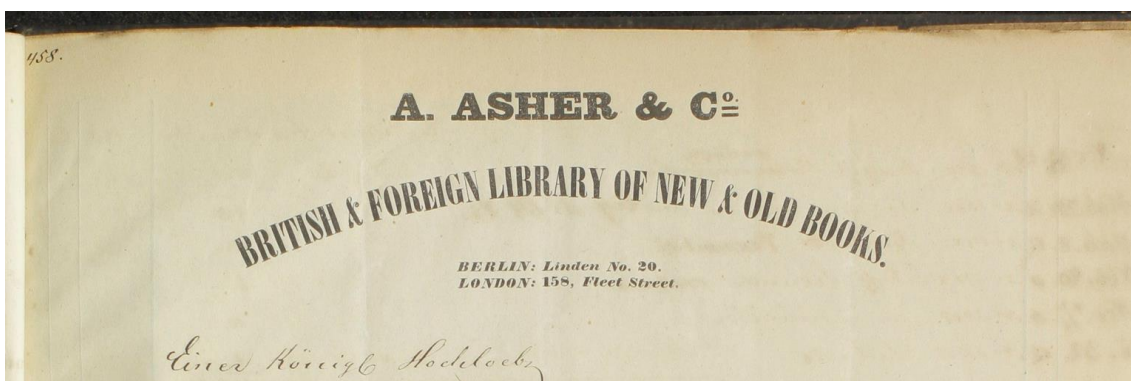 458.
A. ASHER & Co.
BRITISH & FOREIGN LIBRARY OF NEW & OLD BOOKS.
BERLIN: Linden No. 20.
LONDON: 158, Fleet Street.
Einer Königl Hochloebl